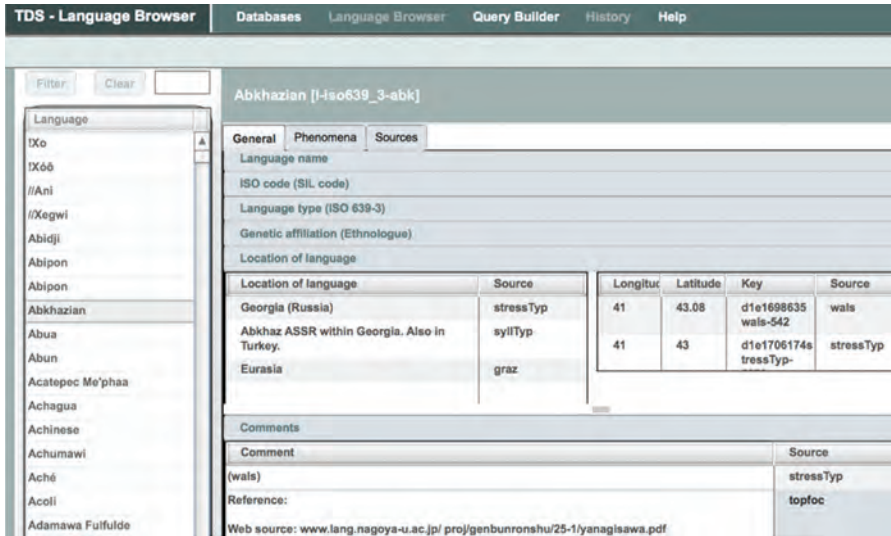 TDS - Language Browser
Databases Language Browser Query Builder History Help
Filter Clear
Abkhazian [l-iso639_3-abk]
Language
!Xo
!Xóõ
//Ani
//Xegwi
Abidji
Abipon
Abipon
Abkhazian
Abua
Abun
Acatepec Me'phaa
Achagua
Achinese
Achumawi
Aché
Acoli
Adamawa Fulfulde
General Phenomena Sources
Language name
ISO code (SIL code)
Language type (ISO 639-3)
Genetic affiliation (Ethnologue)
Location of language
Location of language Source
Georgia (Russia) stressTyp
Abkhaz ASSR within Georgia. Also in syllTyp
Turkey.
Eurasia graz
Longituc Latitude Key Source
41 43.08 d1e1698635 wals
wals-542
41 43 d1e1706174s stressTyp
tressTyp-
Comments
Comment Source
(wals) stressTyp
Reference: topfoc
Web source: www.lang.nagoya-u.ac.jp/ proj/genbunronshu/25-1/yanagisawa.pdf